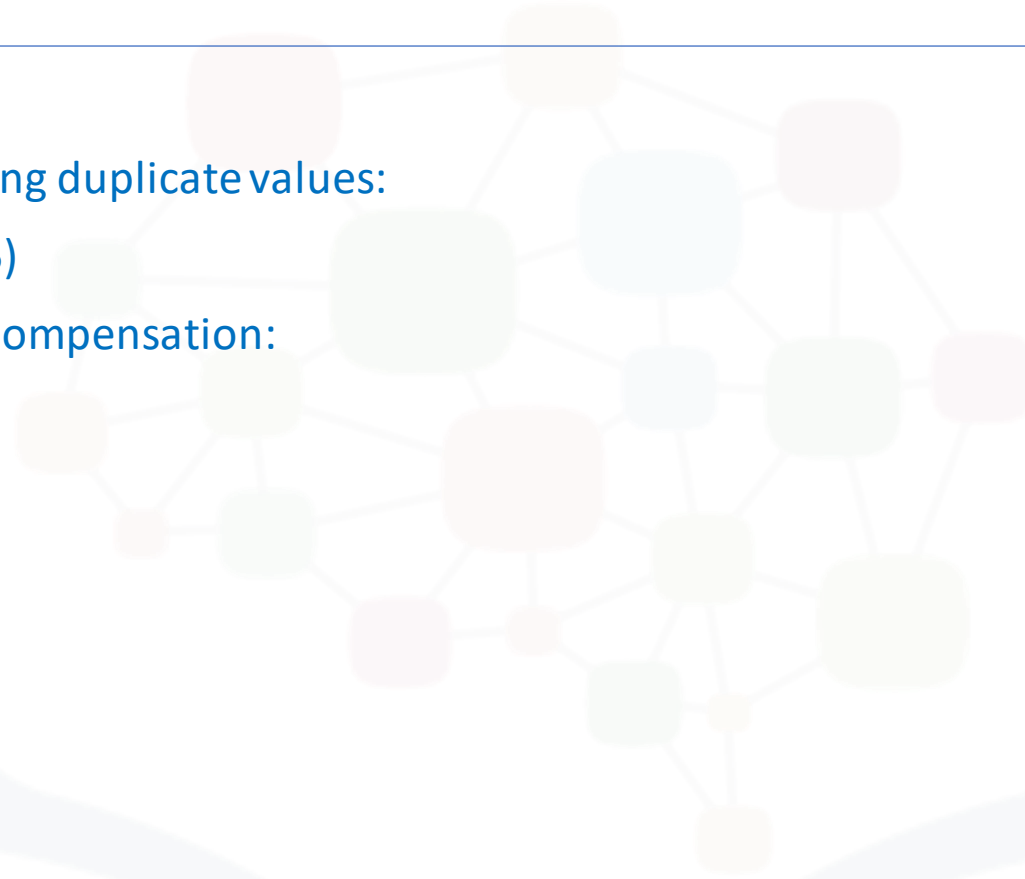 ng duplicate values:
)
ompensation: